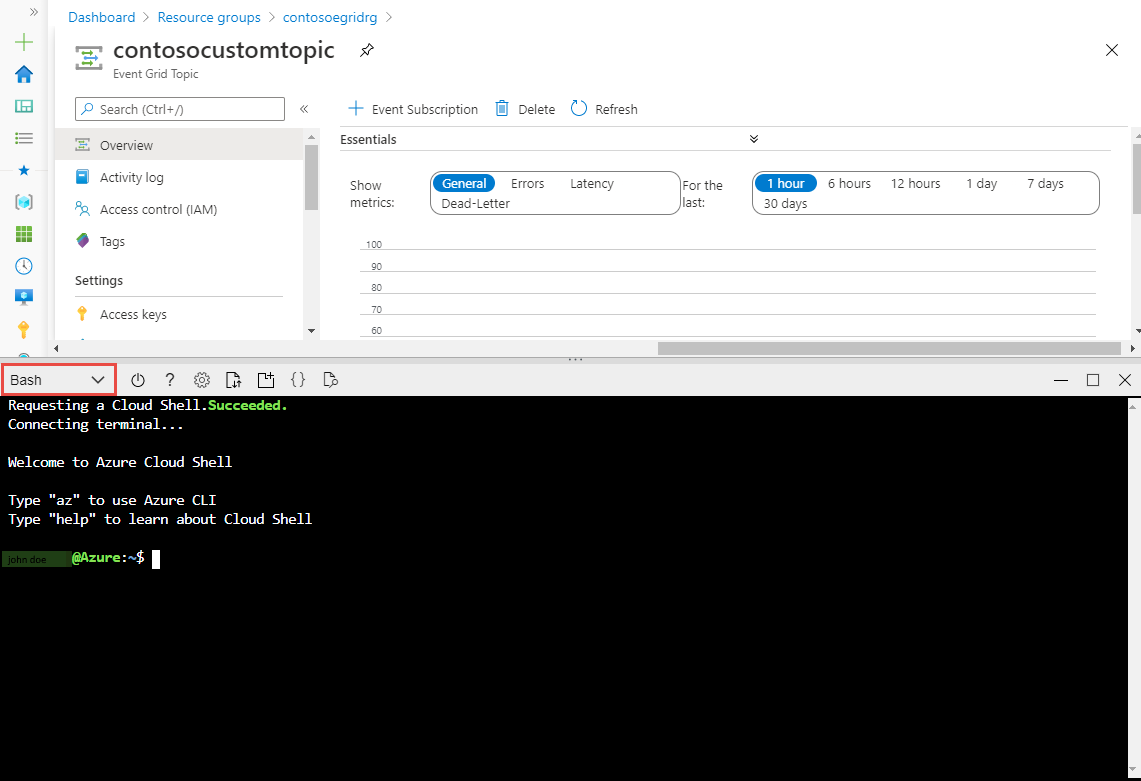 Dashboard > Resource groups > contosoegridrg >
contosocustomtopic
Event Grid Topic
Search (Ctrl+/)
Overview
Activity log
Access control (IAM)
Tags
Settings
Access keys
Event Subscription Delete Refresh
Essentials
Show metrics:
General Errors Latency
Dead-Letter
For the last:
1 hour 6 hours 12 hours 1 day 7 days
30 days
100
90
80
70
60
Bash
Requesting a Cloud Shell.Succeeded.
Connecting terminal...
Welcome to Azure Cloud Shell
Type "az" to use Azure CLI
Type "help" to learn about Cloud Shell
john doe@Azure:~$